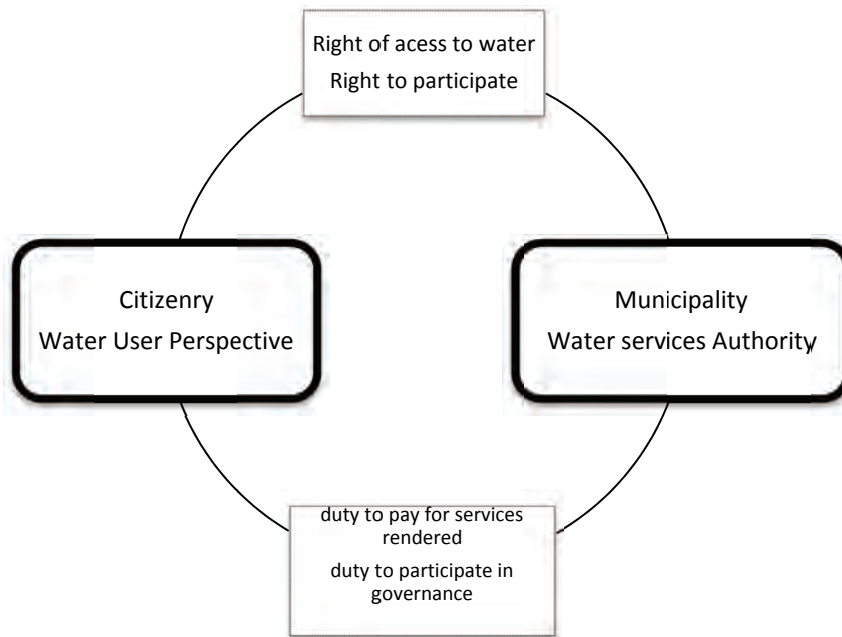 Right of acess to water
Right to participate
Citizenry
Water User Perspective
Municipality
Water services Authority
duty to pay for services
rendered
duty to participate in
governance